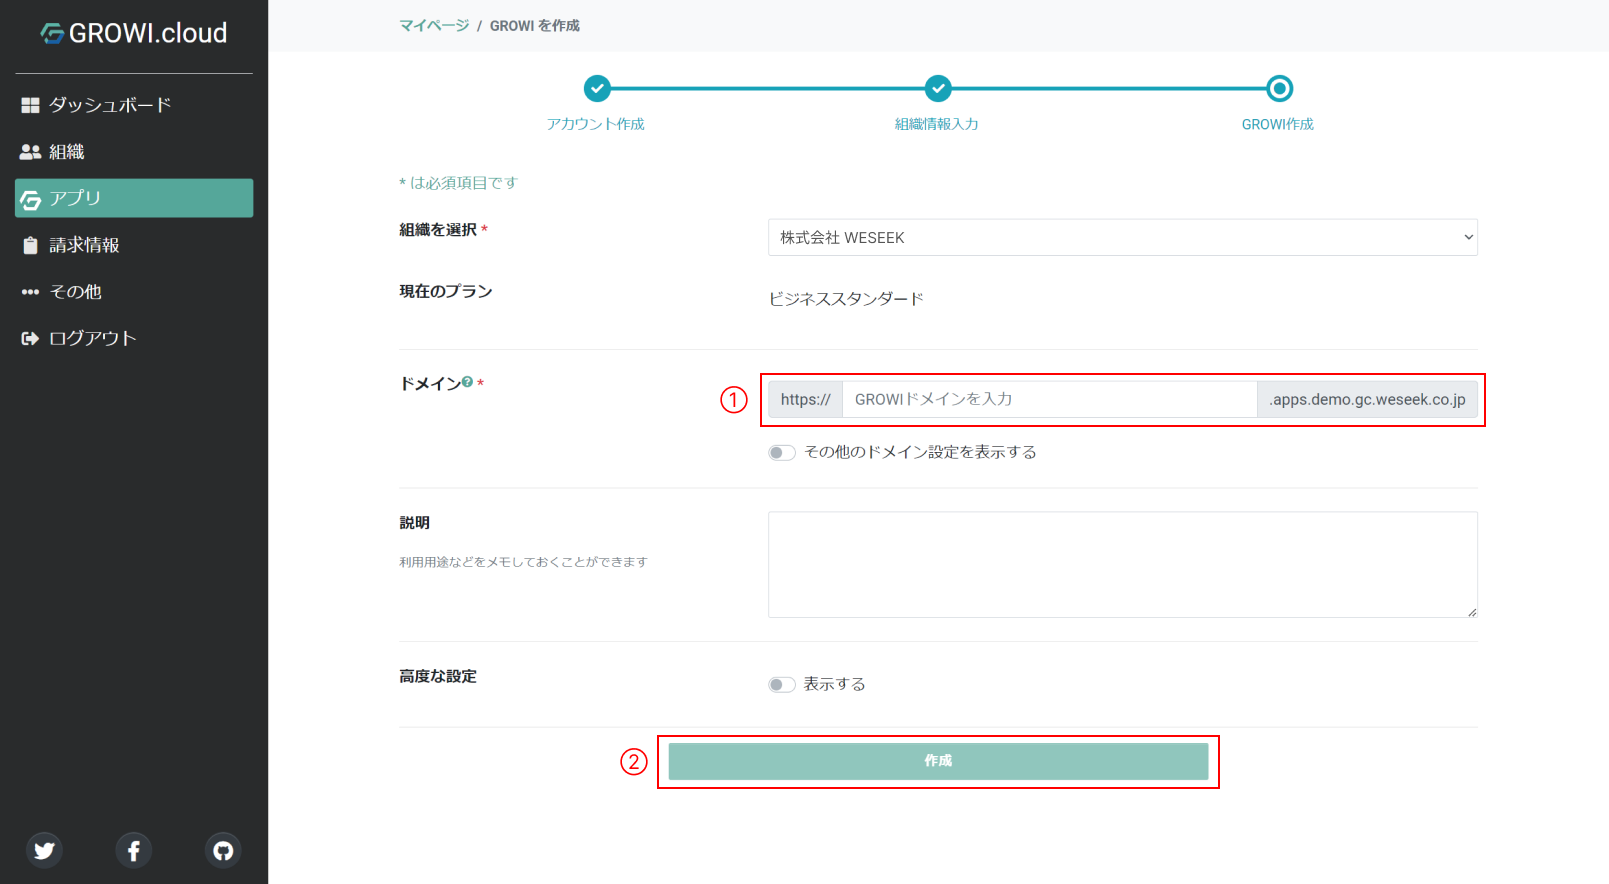 GROWI.cloud
ダッシュボード
組織
アプリ
請求情報
その他
ログアウト
マイページ / GROWI を作成
アカウント作成
組織情報入力
GROWI作成
* は必須項目です
組織を選択 *
株式会社 WESEEK
現在のプラン
ビジネススタンダード
ドメイン ? *
①
https:// GROWIドメインを入力 .apps.demo.gc.weseek.co.jp
その他のドメイン設定を表示する
説明
利用用途などをメモしておくことができます
高度な設定
表示する
②
作成